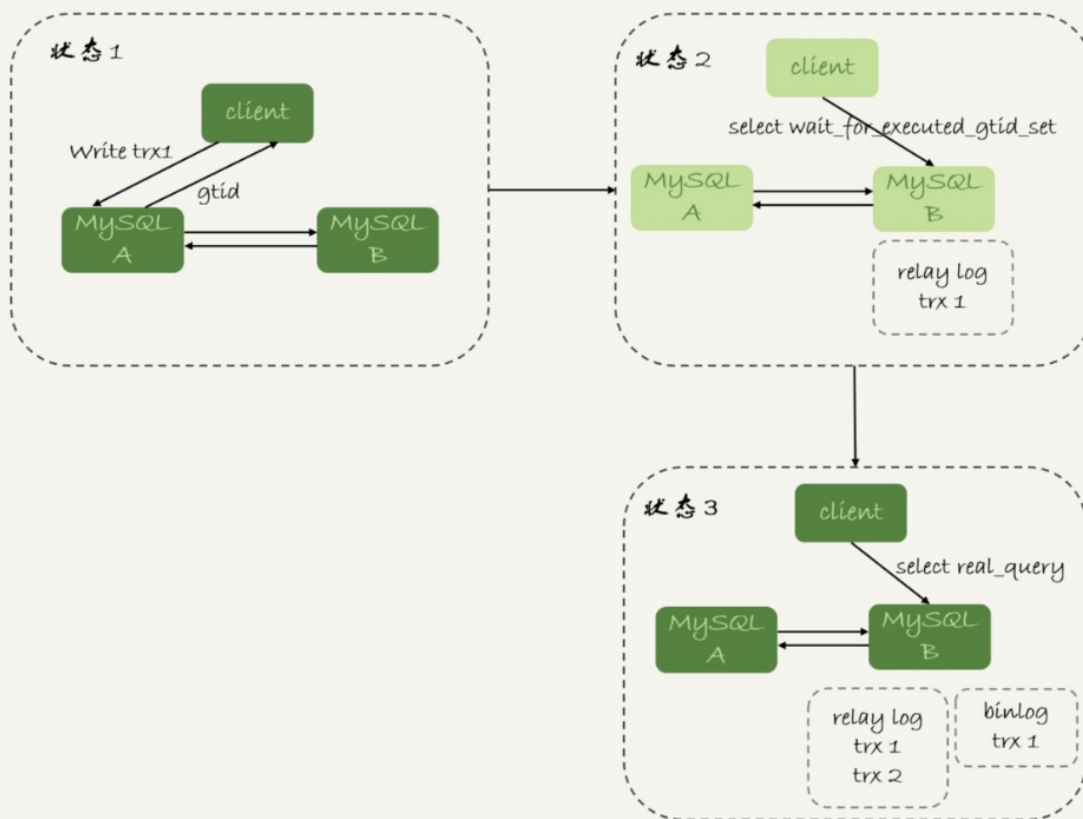 状态1
client
Write trx1
gtid
MySQL
A
MySQL
B
状态2
client
select wait_for_executed_gtid_set
MySQL
A
MySQL
B
relay log
trx 1
状态3
client
select real_query
MySQL
A
MySQL
B
relay log
trx 1
trx 2
binlog
trx 1